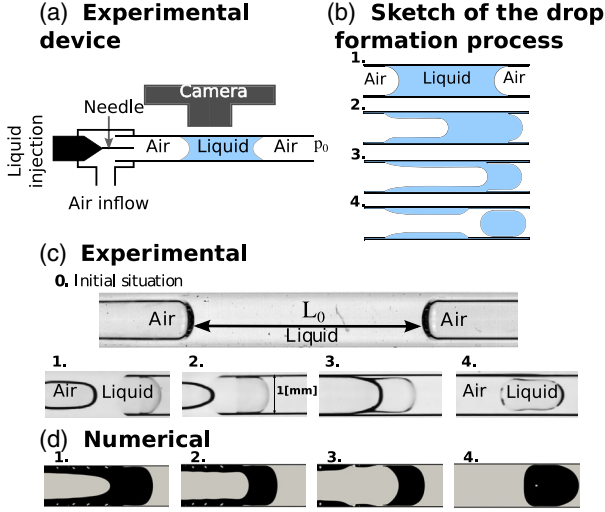 (a) Experimental
device
Camera
Needle
Liquid
injection
Air
Liquid
Air
p0
Air inflow
(b) Sketch of the drop
formation process
1.
Air
Liquid
Air
2.
3.
4.
(c) Experimental
0. Initial situation
Air
L0
Liquid
Air
1.
Air
Liquid
2.
1[mm]
3.
4.
Air
Liquid
(d) Numerical
1.
2.
3.
4.